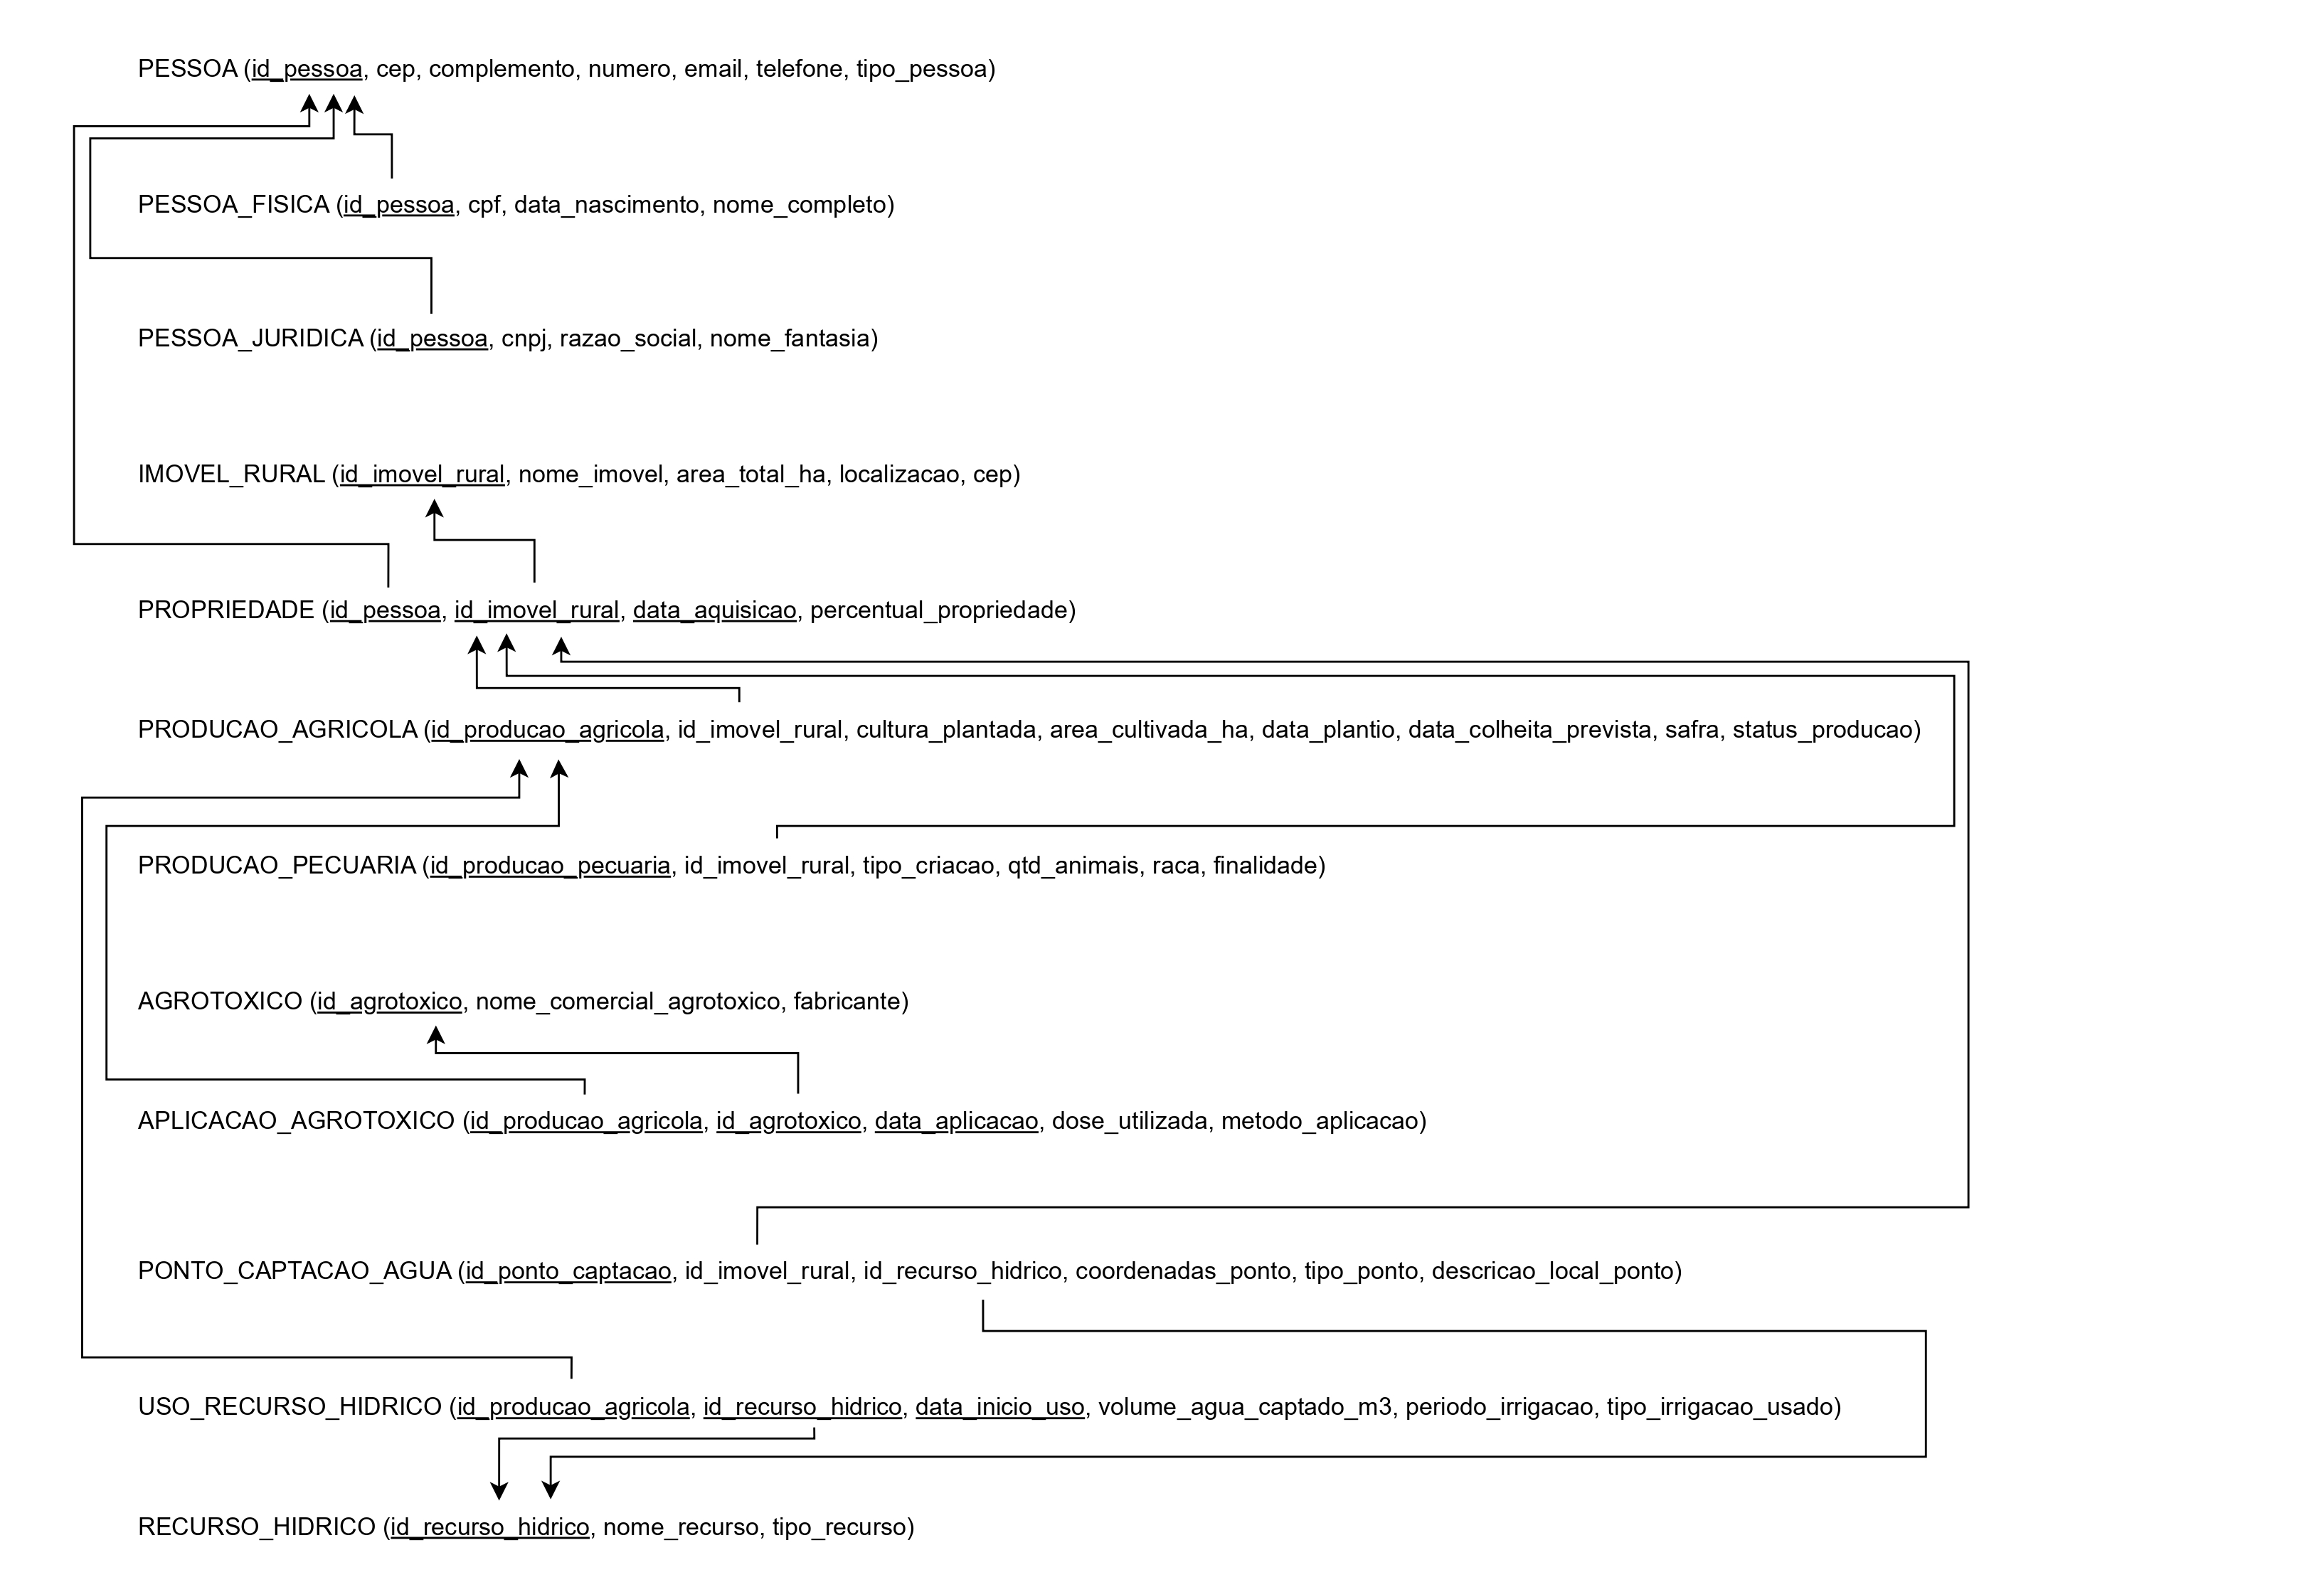 PESSOA (id_pessoa, cep, complemento, numero, email, telefone, tipo_pessoa)
PESSOA_FISICA (id_pessoa, cpf, data_nascimento, nome_completo)
PESSOA_JURIDICA (id_pessoa, cnpj, razao_social, nome_fantasia)
IMOVEL_RURAL (id_imovel_rural, nome_imovel, area_total_ha, localizacao, cep)
PROPRIEDADE (id_pessoa, id_imovel_rural, data_aquisicao, percentual_propriedade)
PRODUCAO_AGRICOLA (id_producao_agricola, id_imovel_rural, cultura_plantada, area_cultivada_ha, data_plantio, data_colheita_prevista, safra, status_producao)
PRODUCAO_PECUARIA (id_producao_pecuaria, id_imovel_rural, tipo_criacao, qtd_animais, raca, finalidade)
AGROTOXICO (id_agrotoxico, nome_comercial_agrotoxico, fabricante)
APLICACAO_AGROTOXICO (id_producao_agricola, id_agrotoxico, data_aplicacao, dose_utilizada, metodo_aplicacao)
PONTO_CAPTACAO_AGUA (id_ponto_captacao, id_imovel_rural, id_recurso_hidrico, coordenadas_ponto, tipo_ponto, descricao_local_ponto)
USO_RECURSO_HIDRICO (id_producao_agricola, id_recurso_hidrico, data_inicio_uso, volume_agua_captado_m3, periodo_irrigacao, tipo_irrigacao_usado)
RECURSO_HIDRICO (id_recurso_hidrico, nome_recurso, tipo_recurso)